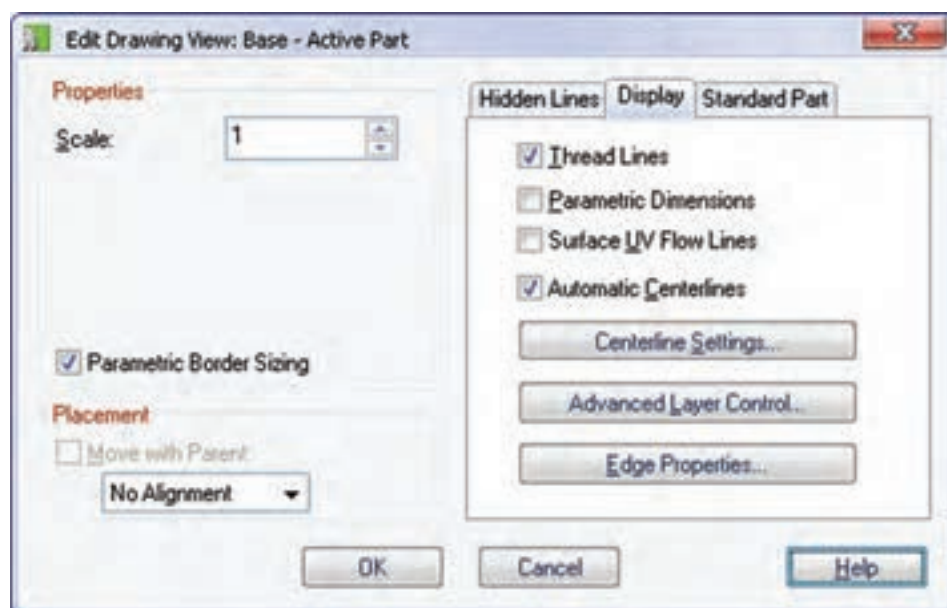 Edit Drawing View: Base - Active Part
Properties
Scale:
1
Parametric Border Sizing
Placement
Move with Parent
No Alignment
Hidden Lines
Display
Standard Part
Thread Lines
Parametric Dimensions
Surface UV Flow Lines
Automatic Centerlines
Centerline Settings...
Advanced Layer Control...
Edge Properties...
OK
Cancel
Help